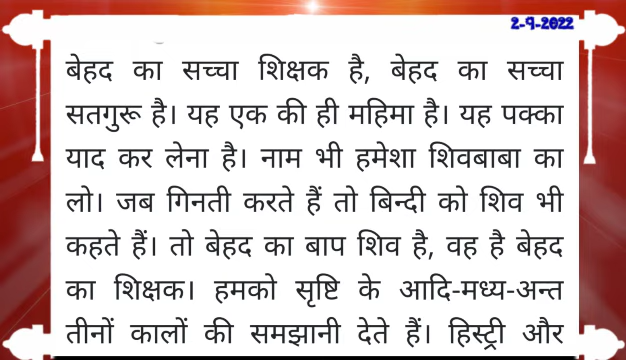 2-9-2022
बेहद का सच्चा शिक्षक है, बेहद का सच्चा
सतगुरू है। यह एक की ही महिमा है। यह पक्का
याद कर लेना है। नाम भी हमेशा शिवबाबा का
लो। जब गिनती करते हैं तो बिन्दी को शिव भी
कहते हैं। तो बेहद का बाप शिव है, वह है बेहद
का शिक्षक। हमको सृष्टि के आदि-मध्य-अन्त
तीनों कालों की समझानी देते हैं। हिस्ट्री और